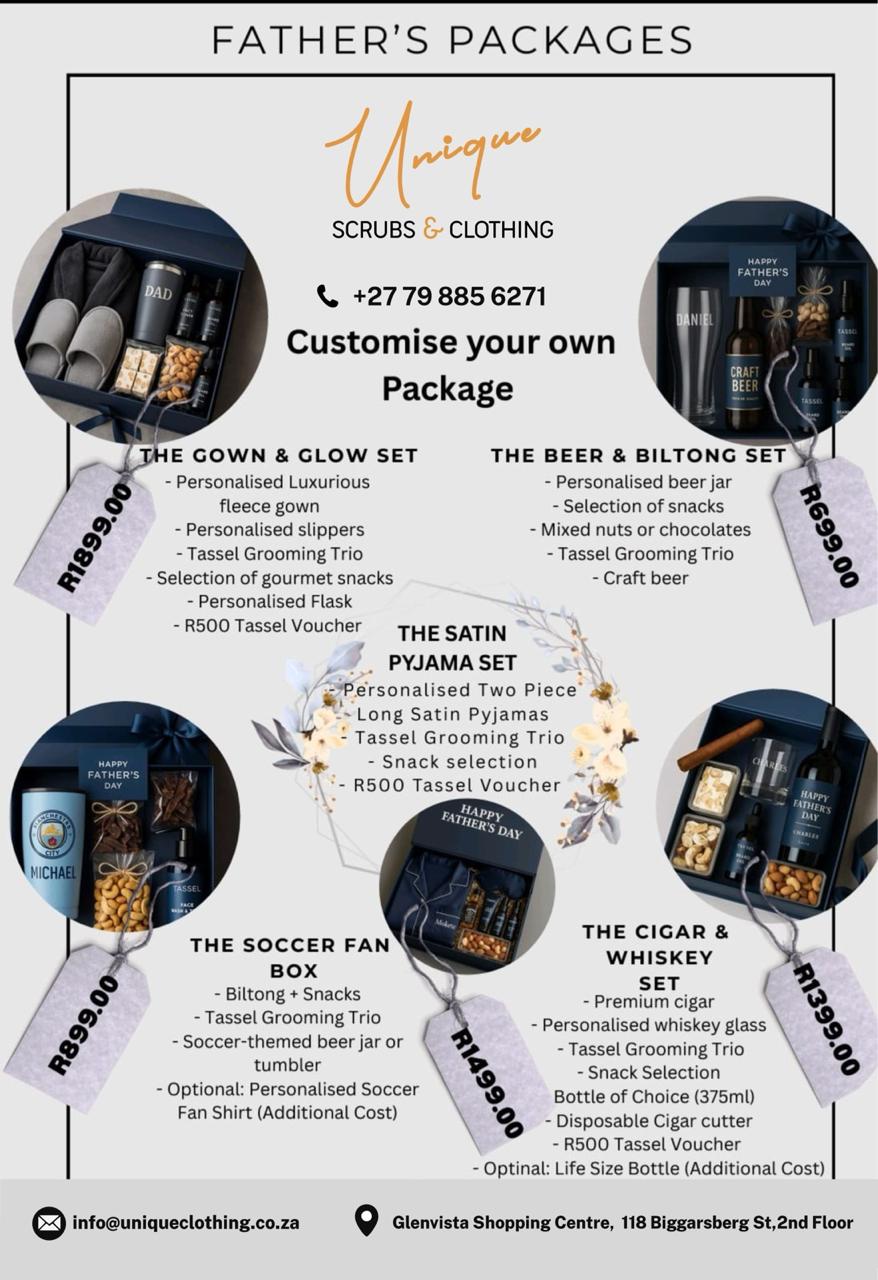 FATHER'S PACKAGES
Unique
SCRUBS & CLOTHING
+27 79 885 6271
Customise your own
Package
DAD
HAPPY
FATHER'S
DAY
DANIEL
CRAFT
BEER
TASSEL
TASSEL
THE GOWN & GLOW SET
- Personalised Luxurious
fleece gown
- Personalised slippers
- Tassel Grooming Trio
- Selection of gourmet snacks
- Personalised Flask
- R500 Tassel Voucher
R1899.00
THE BEER & BILTONG SET
- Personalised beer jar
- Selection of snacks
- Mixed nuts or chocolates
- Tassel Grooming Trio
- Craft beer
R699.00
THE SATIN
PYJAMA SET
- Personalised Two Piece
Long Satin Pyjamas
Tassel Grooming Trio
- Snack selection
- R500 Tassel Voucher
HAPPY
FATHER'S DAY
R1499.00
HAPPY
FATHER'S
DAY
MANCHESTER
CITY
MICHAEL
TASSEL
FACE
THE SOCCER FAN
BOX
- Biltong + Snacks
- Tassel Grooming Trio
- Soccer-themed beer jar or
tumbler
- Optional: Personalised Soccer
Fan Shirt (Additional Cost)
R899.00
CHARLES
HAPPY
FATHER'S
DAY
CHARLES
THE CIGAR &
WHISKEY
SET
- Premium cigar
- Personalised whiskey glass
- Tassel Grooming Trio
- Snack Selection
Bottle of Choice (375ml)
- Disposable Cigar cutter
- R500 Tassel Voucher
- Optinal: Life Size Bottle (Additional Cost)
R1399.00
info@uniqueclothing.co.za
Glenvista Shopping Centre, 118 Biggarsberg St,2nd Floor